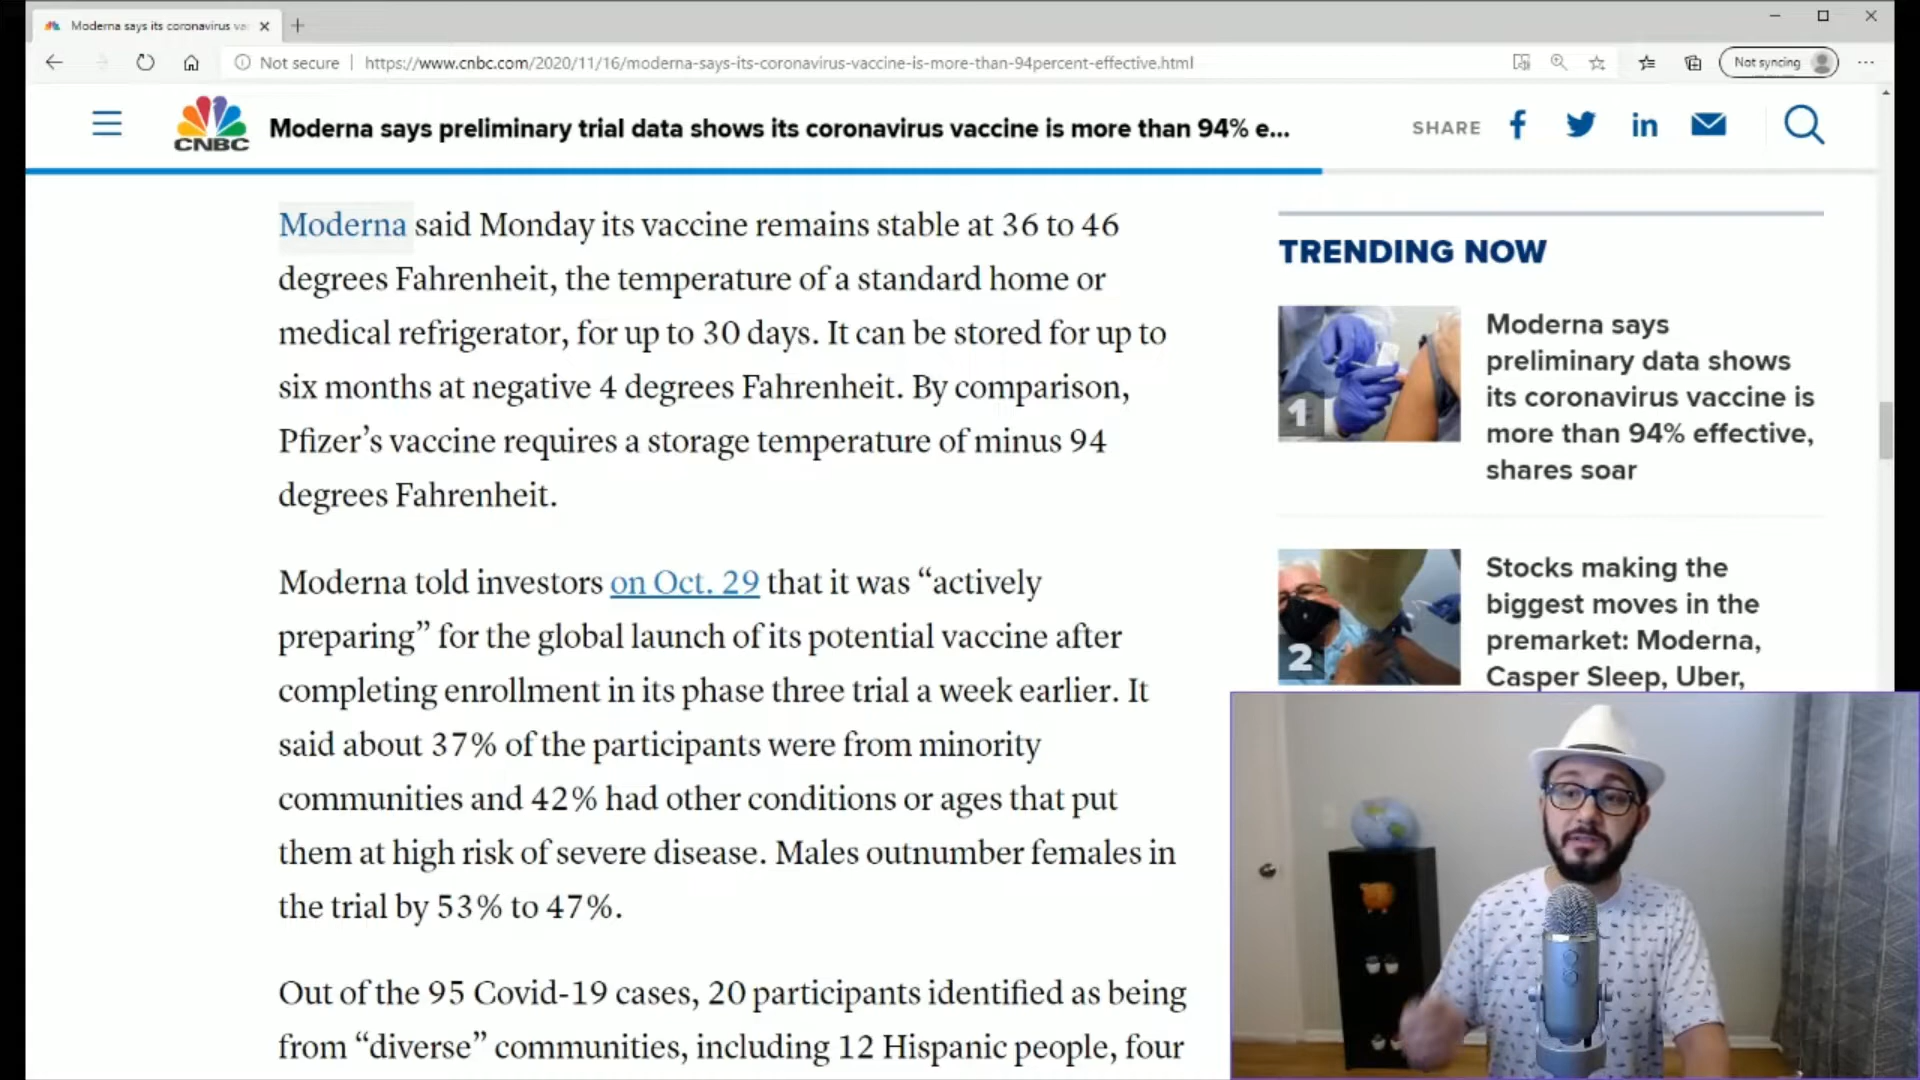 Moderna says its coronavirus va
Not secure
https://www.cnbc.com/2020/11/16/moderna-says-its-coronavirus-vaccine-is-more-than-94percent-effective.html
Not syncing
CNBC
Moderna says preliminary trial data shows its coronavirus vaccine is more than 94% e...
SHARE
Moderna said Monday its vaccine remains stable at 36 to 46
degrees Fahrenheit, the temperature of a standard home or
medical refrigerator, for up to 30 days. It can be stored for up to
six months at negative 4 degrees Fahrenheit. By comparison,
Pfizer’s vaccine requires a storage temperature of minus 94
degrees Fahrenheit.
Moderna told investors on Oct. 29 that it was “actively
preparing” for the global launch of its potential vaccine after
completing enrollment in its phase three trial a week earlier. It
said about 37% of the participants were from minority
communities and 42% had other conditions or ages that put
them at high risk of severe disease. Males outnumber females in
the trial by 53% to 47%.
Out of the 95 Covid-19 cases, 20 participants identified as being
from “diverse” communities, including 12 Hispanic people, four
TRENDING NOW
1
Moderna says
preliminary data shows
its coronavirus vaccine is
more than 94% effective,
shares soar
2
Stocks making the
biggest moves in the
premarket: Moderna,
Casper Sleep, Uber,